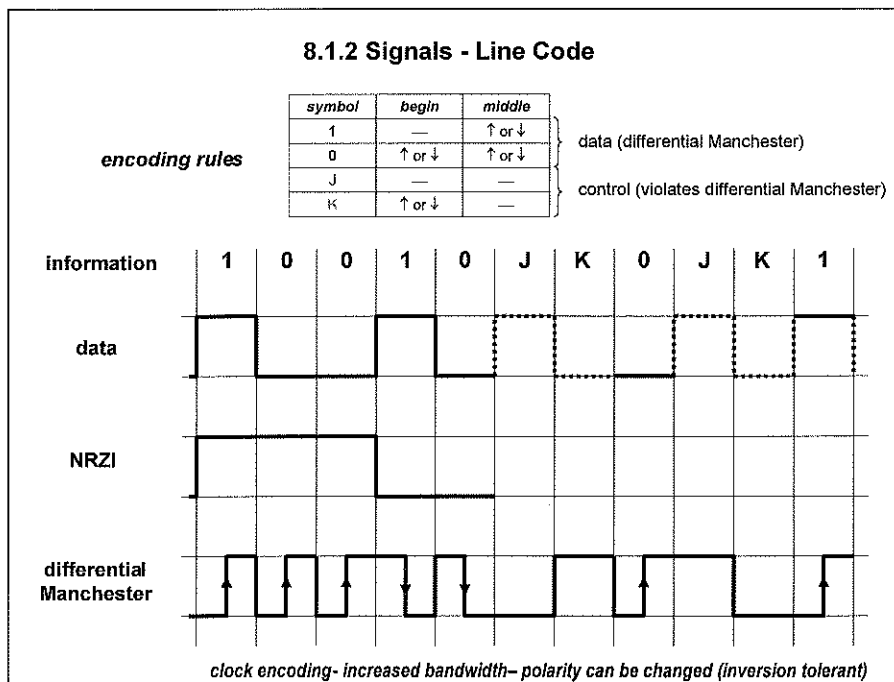 8.1.2 Signals - Line Code
symbol begin middle
1 — ↑ or ↓
0 ↑ or ↓ ↑ or ↓
J — —
K ↑ or ↓ —
encoding rules
data (differential Manchester)
control (violates differential Manchester)
information 1 0 0 1 0 J K 0 J K 1
data
NRZI
differential
Manchester
clock encoding- increased bandwidth– polarity can be changed (inversion tolerant)